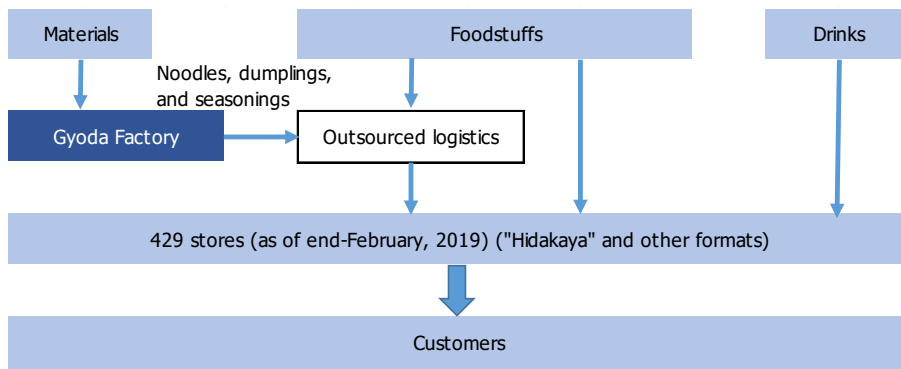 Materials
Foodstuffs
Drinks
Noodles, dumplings,
and seasonings
Gyoda Factory
Outsourced logistics
429 stores (as of end-February, 2019) ("Hidakaya" and other formats)
Customers